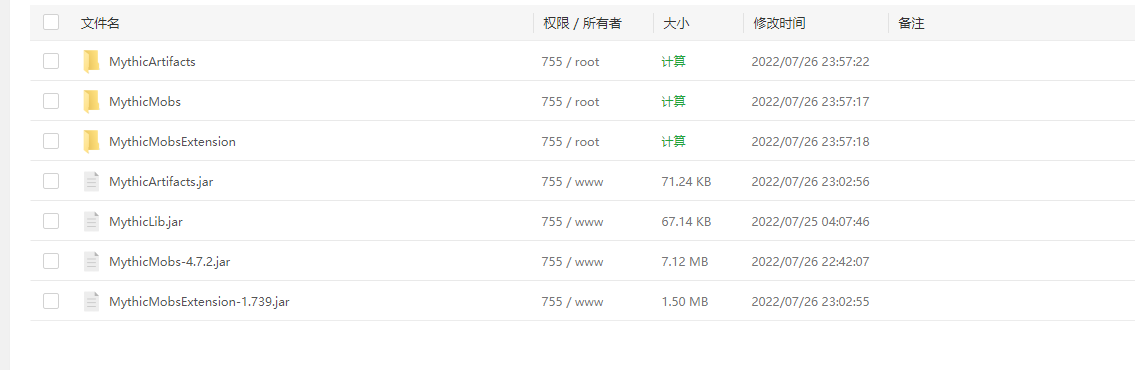 文件名 权限 / 所有者 大小 修改时间 备注
MythicArtifacts 755 / root 计算 2022/07/26 23:57:22
MythicMobs 755 / root 计算 2022/07/26 23:57:17
MythicMobsExtension 755 / root 计算 2022/07/26 23:57:18
MythicArtifacts.jar 755 / www 71.24 KB 2022/07/26 23:02:56
MythicLib.jar 755 / www 67.14 KB 2022/07/25 04:07:46
MythicMobs-4.7.2.jar 755 / www 7.12 MB 2022/07/26 22:42:07
MythicMobsExtension-1.739.jar 755 / www 1.50 MB 2022/07/26 23:02:55